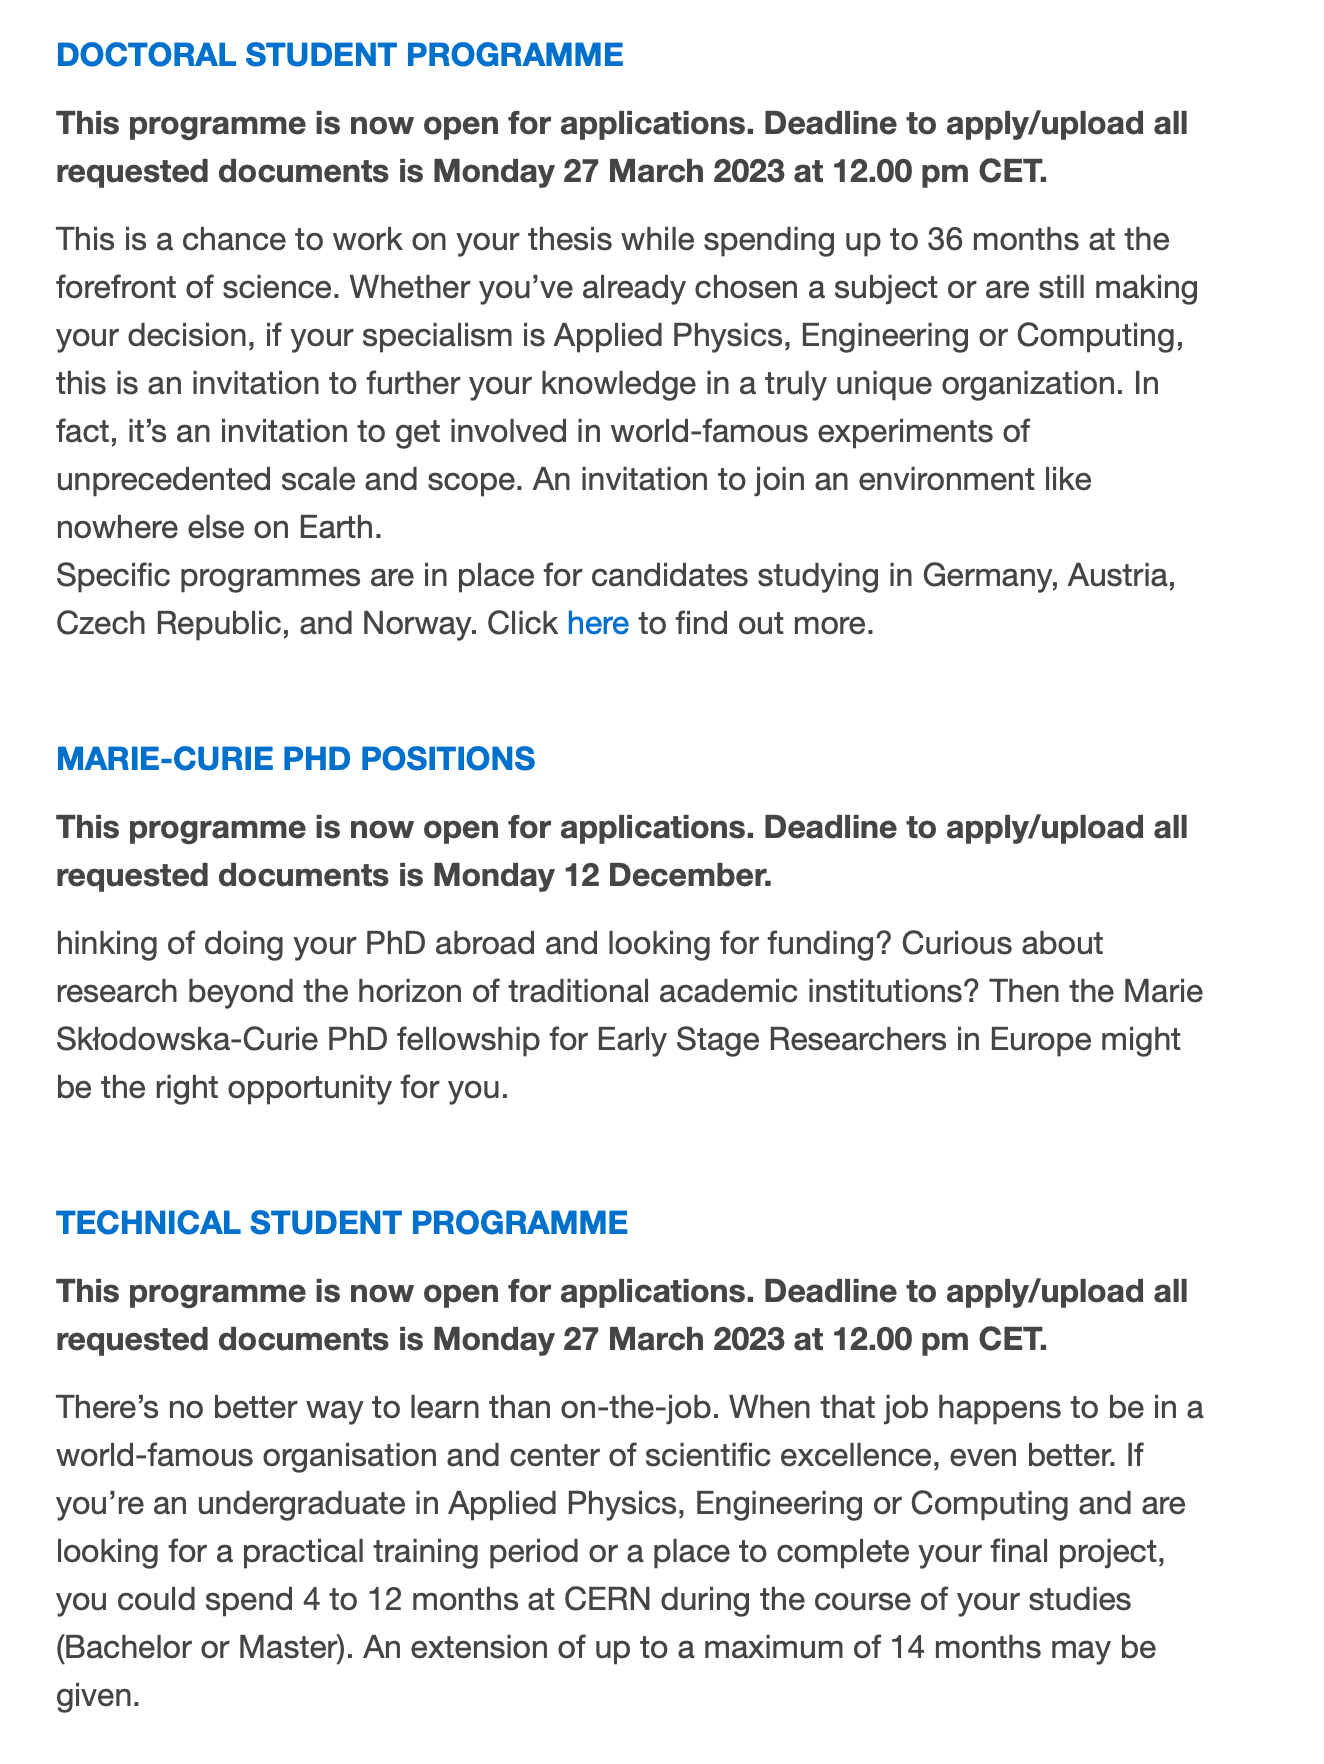 DOCTORAL STUDENT PROGRAMME
This programme is now open for applications. Deadline to apply/upload all
requested documents is Monday 27 March 2023 at 12.00 pm CET.
This is a chance to work on your thesis while spending up to 36 months at the
forefront of science. Whether you’ve already chosen a subject or are still making
your decision, if your specialism is Applied Physics, Engineering or Computing,
this is an invitation to further your knowledge in a truly unique organization. In
fact, it’s an invitation to get involved in world-famous experiments of
unprecedented scale and scope. An invitation to join an environment like
nowhere else on Earth.
Specific programmes are in place for candidates studying in Germany, Austria,
Czech Republic, and Norway. Click here to find out more.
MARIE-CURIE PHD POSITIONS
This programme is now open for applications. Deadline to apply/upload all
requested documents is Monday 12 December.
hinking of doing your PhD abroad and looking for funding? Curious about
research beyond the horizon of traditional academic institutions? Then the Marie
Skłodowska-Curie PhD fellowship for Early Stage Researchers in Europe might
be the right opportunity for you.
TECHNICAL STUDENT PROGRAMME
This programme is now open for applications. Deadline to apply/upload all
requested documents is Monday 27 March 2023 at 12.00 pm CET.
There’s no better way to learn than on-the-job. When that job happens to be in a
world-famous organisation and center of scientific excellence, even better. If
you’re an undergraduate in Applied Physics, Engineering or Computing and are
looking for a practical training period or a place to complete your final project,
you could spend 4 to 12 months at CERN during the course of your studies
(Bachelor or Master). An extension of up to a maximum of 14 months may be
given.